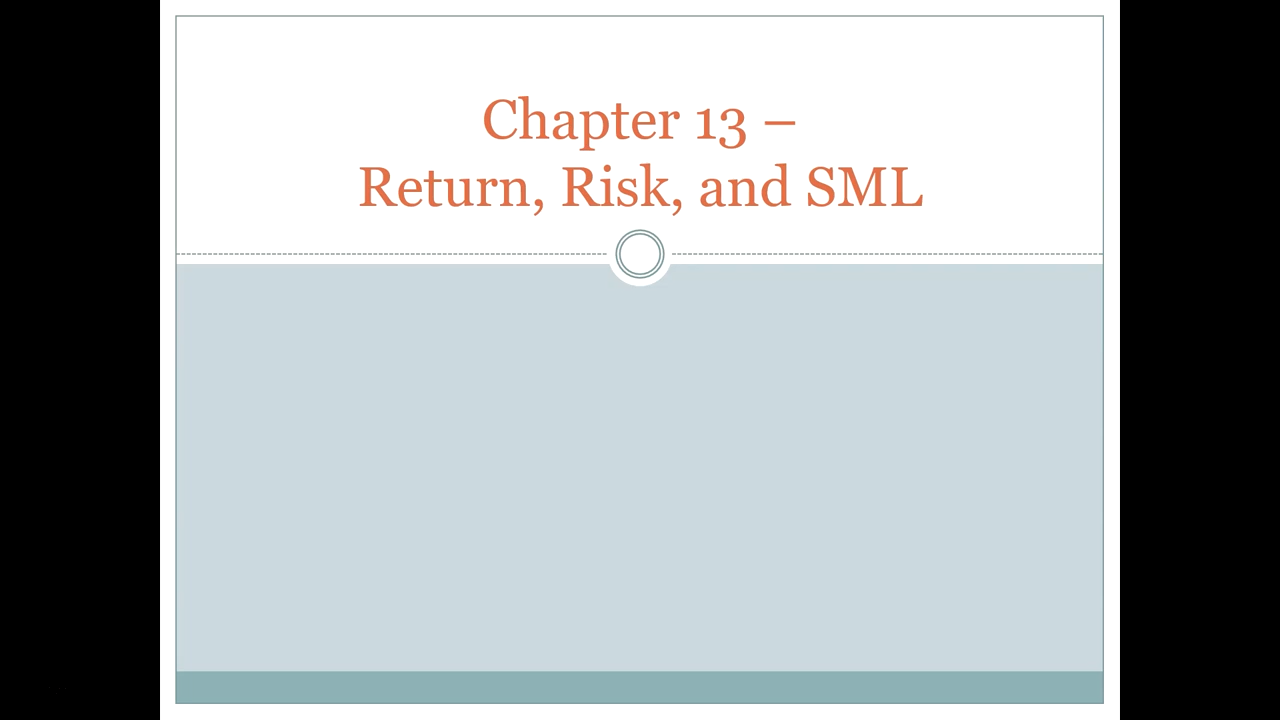 Chapter 13 –
Return, Risk, and SML